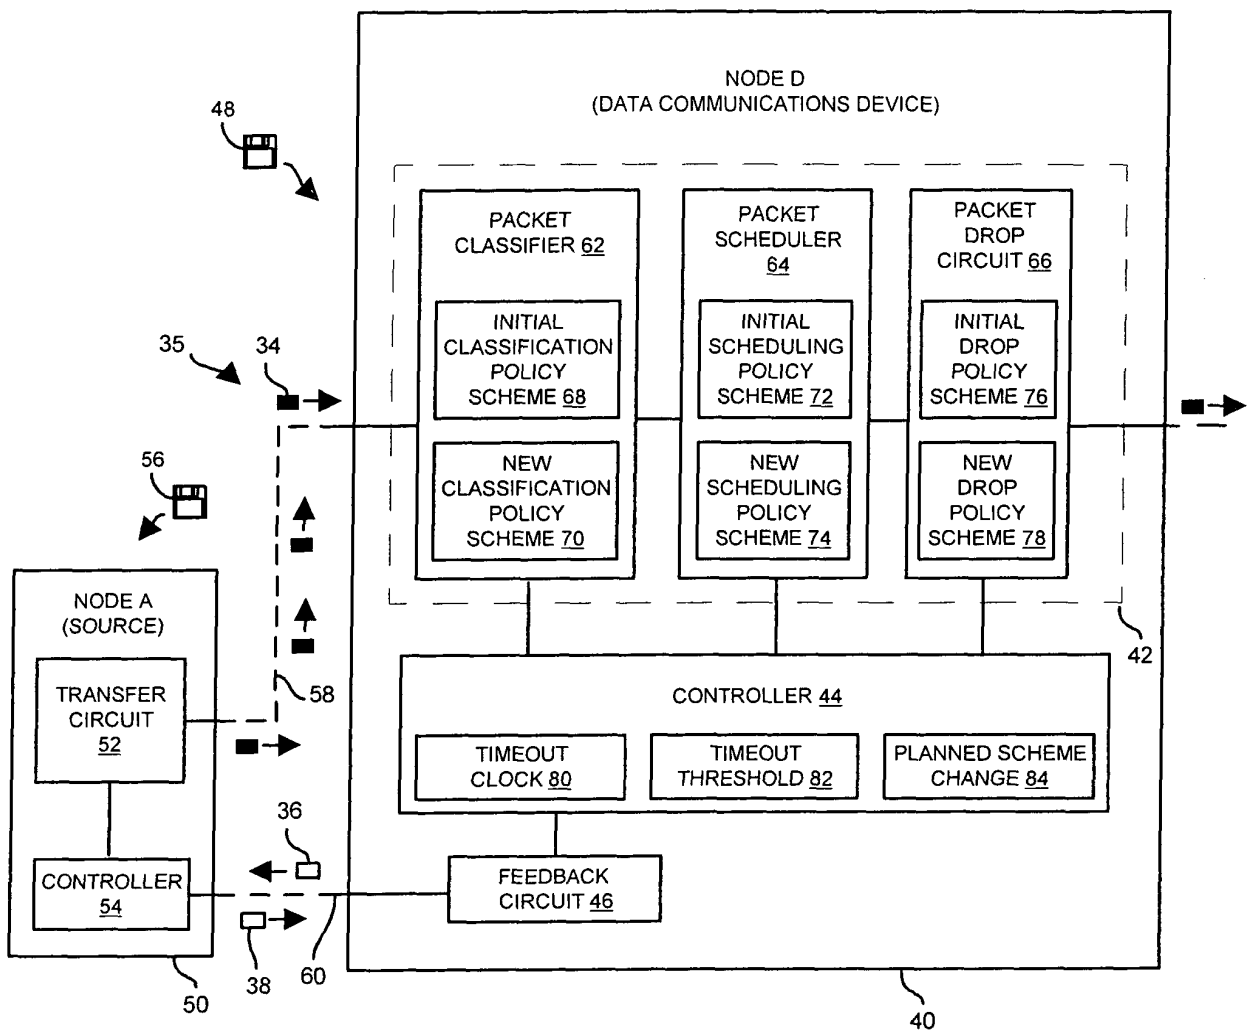 NODE D
(DATA COMMUNICATIONS DEVICE)
48
PACKET
CLASSIFIER 62
PACKET
SCHEDULER
64
PACKET
DROP
CIRCUIT 66
INITIAL
CLASSIFICATION
POLICY
SCHEME 68
INITIAL
SCHEDULING
POLICY
SCHEME 72
INITIAL
DROP
POLICY
SCHEME 76
35
34
NEW
CLASSIFICATION
POLICY
SCHEME 70
NEW
SCHEDULING
POLICY
SCHEME 74
NEW
DROP
POLICY
SCHEME 78
56
42
NODE A
(SOURCE)
TRANSFER
CIRCUIT
52
58
CONTROLLER 44
TIMEOUT
CLOCK 80
TIMEOUT
THRESHOLD 82
PLANNED SCHEME
CHANGE 84
36
CONTROLLER
54
FEEDBACK
CIRCUIT 46
38
60
50
40